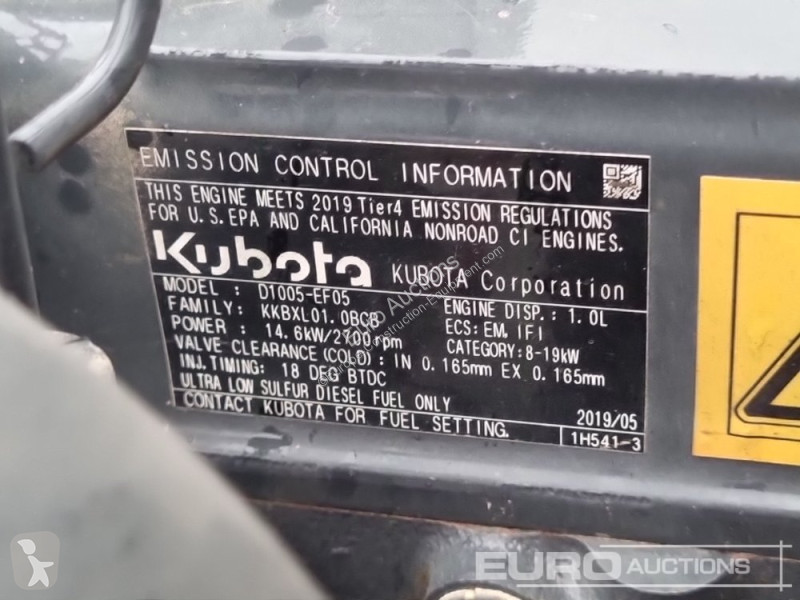 EMISSION CONTROL INFORMATION
THIS ENGINE MEETS 2019 Tier4 EMISSION REGULATIONS
FOR U.S. EPA AND CALIFORNIA NONROAD CI ENGINES.
Kubota KUBOTA Corporation
MODEL : D1005-EF05 ENGINE DISP.: 1.0L
FAMILY: KKBXL01.0BCB ECS: EM, IFI
POWER : 14.6kW/2700rpm CATEGORY: 8-19kW
VALVE CLEARANCE (COLD): IN 0.165mm EX 0.165mm
INJ. TIMING: 18 DEG BTDC
ULTRA LOW SULFUR DIESEL FUEL ONLY 2019/05
CONTACT KUBOTA FOR FUEL SETTING. 1H541-3
EURO AUCTIONS